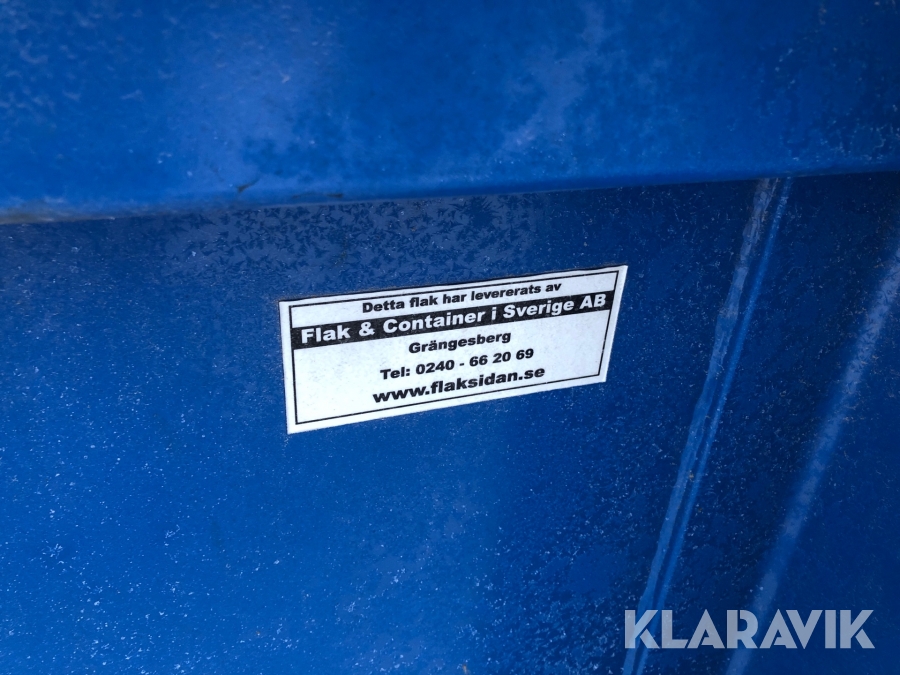 Detta flak har levererats av
Flak & Container i Sverige AB
Grängesberg
Tel: 0240 - 66 20 69
www.flaksidan.se
KLARAVIK